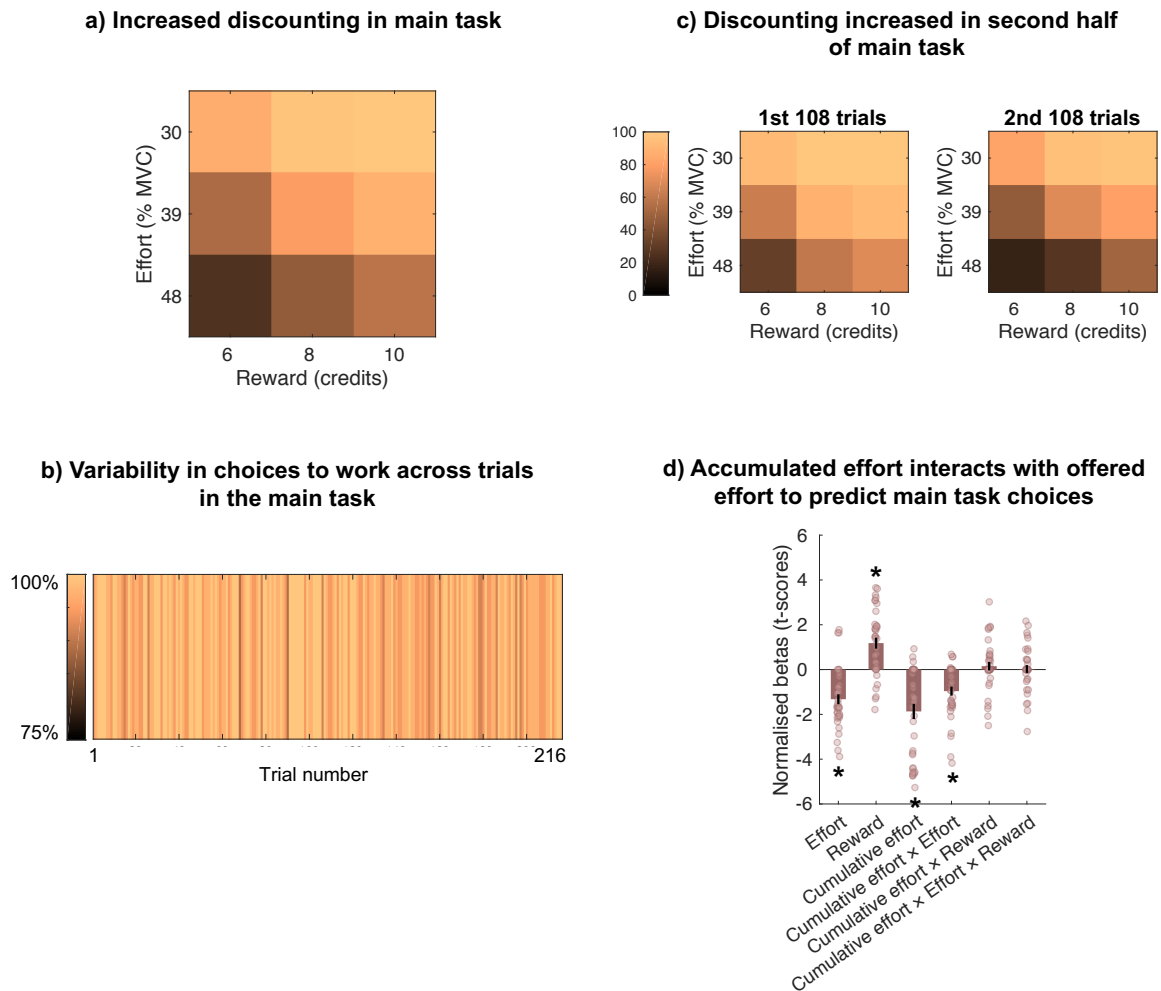 a) Increased discounting in main task
Effort (% MVC)
30
39
48
6 8 10
Reward (credits)
b) Variability in choices to work across trials
in the main task
100%
75%
1 216
Trial number
c) Discounting increased in second half
of main task
100
80
60
40
20
0
1st 108 trials
Effort (% MVC)
30
39
48
6 8 10
Reward (credits)
2nd 108 trials
Effort (% MVC)
30
39
48
6 8 10
Reward (credits)
d) Accumulated effort interacts with offered
effort to predict main task choices
Normalised betas (t-scores)
6
4
2
0
-2
-4
-6
*
*
*
*
Effort
Reward
Cumulative effort
Cumulative effort × Effort
Cumulative effort × Reward
Cumulative effort × Effort × Reward